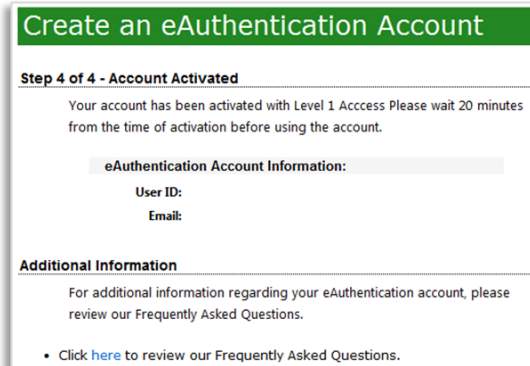 Create an eAuthentication Account
Step 4 of 4 - Account Activated
Your account has been activated with Level 1 Acccess Please wait 20 minutes
from the time of activation before using the account.
eAuthentication Account Information:
User ID:
Email:
Additional Information
For additional information regarding your eAuthentication account, please
review our Frequently Asked Questions.
• Click here to review our Frequently Asked Questions.